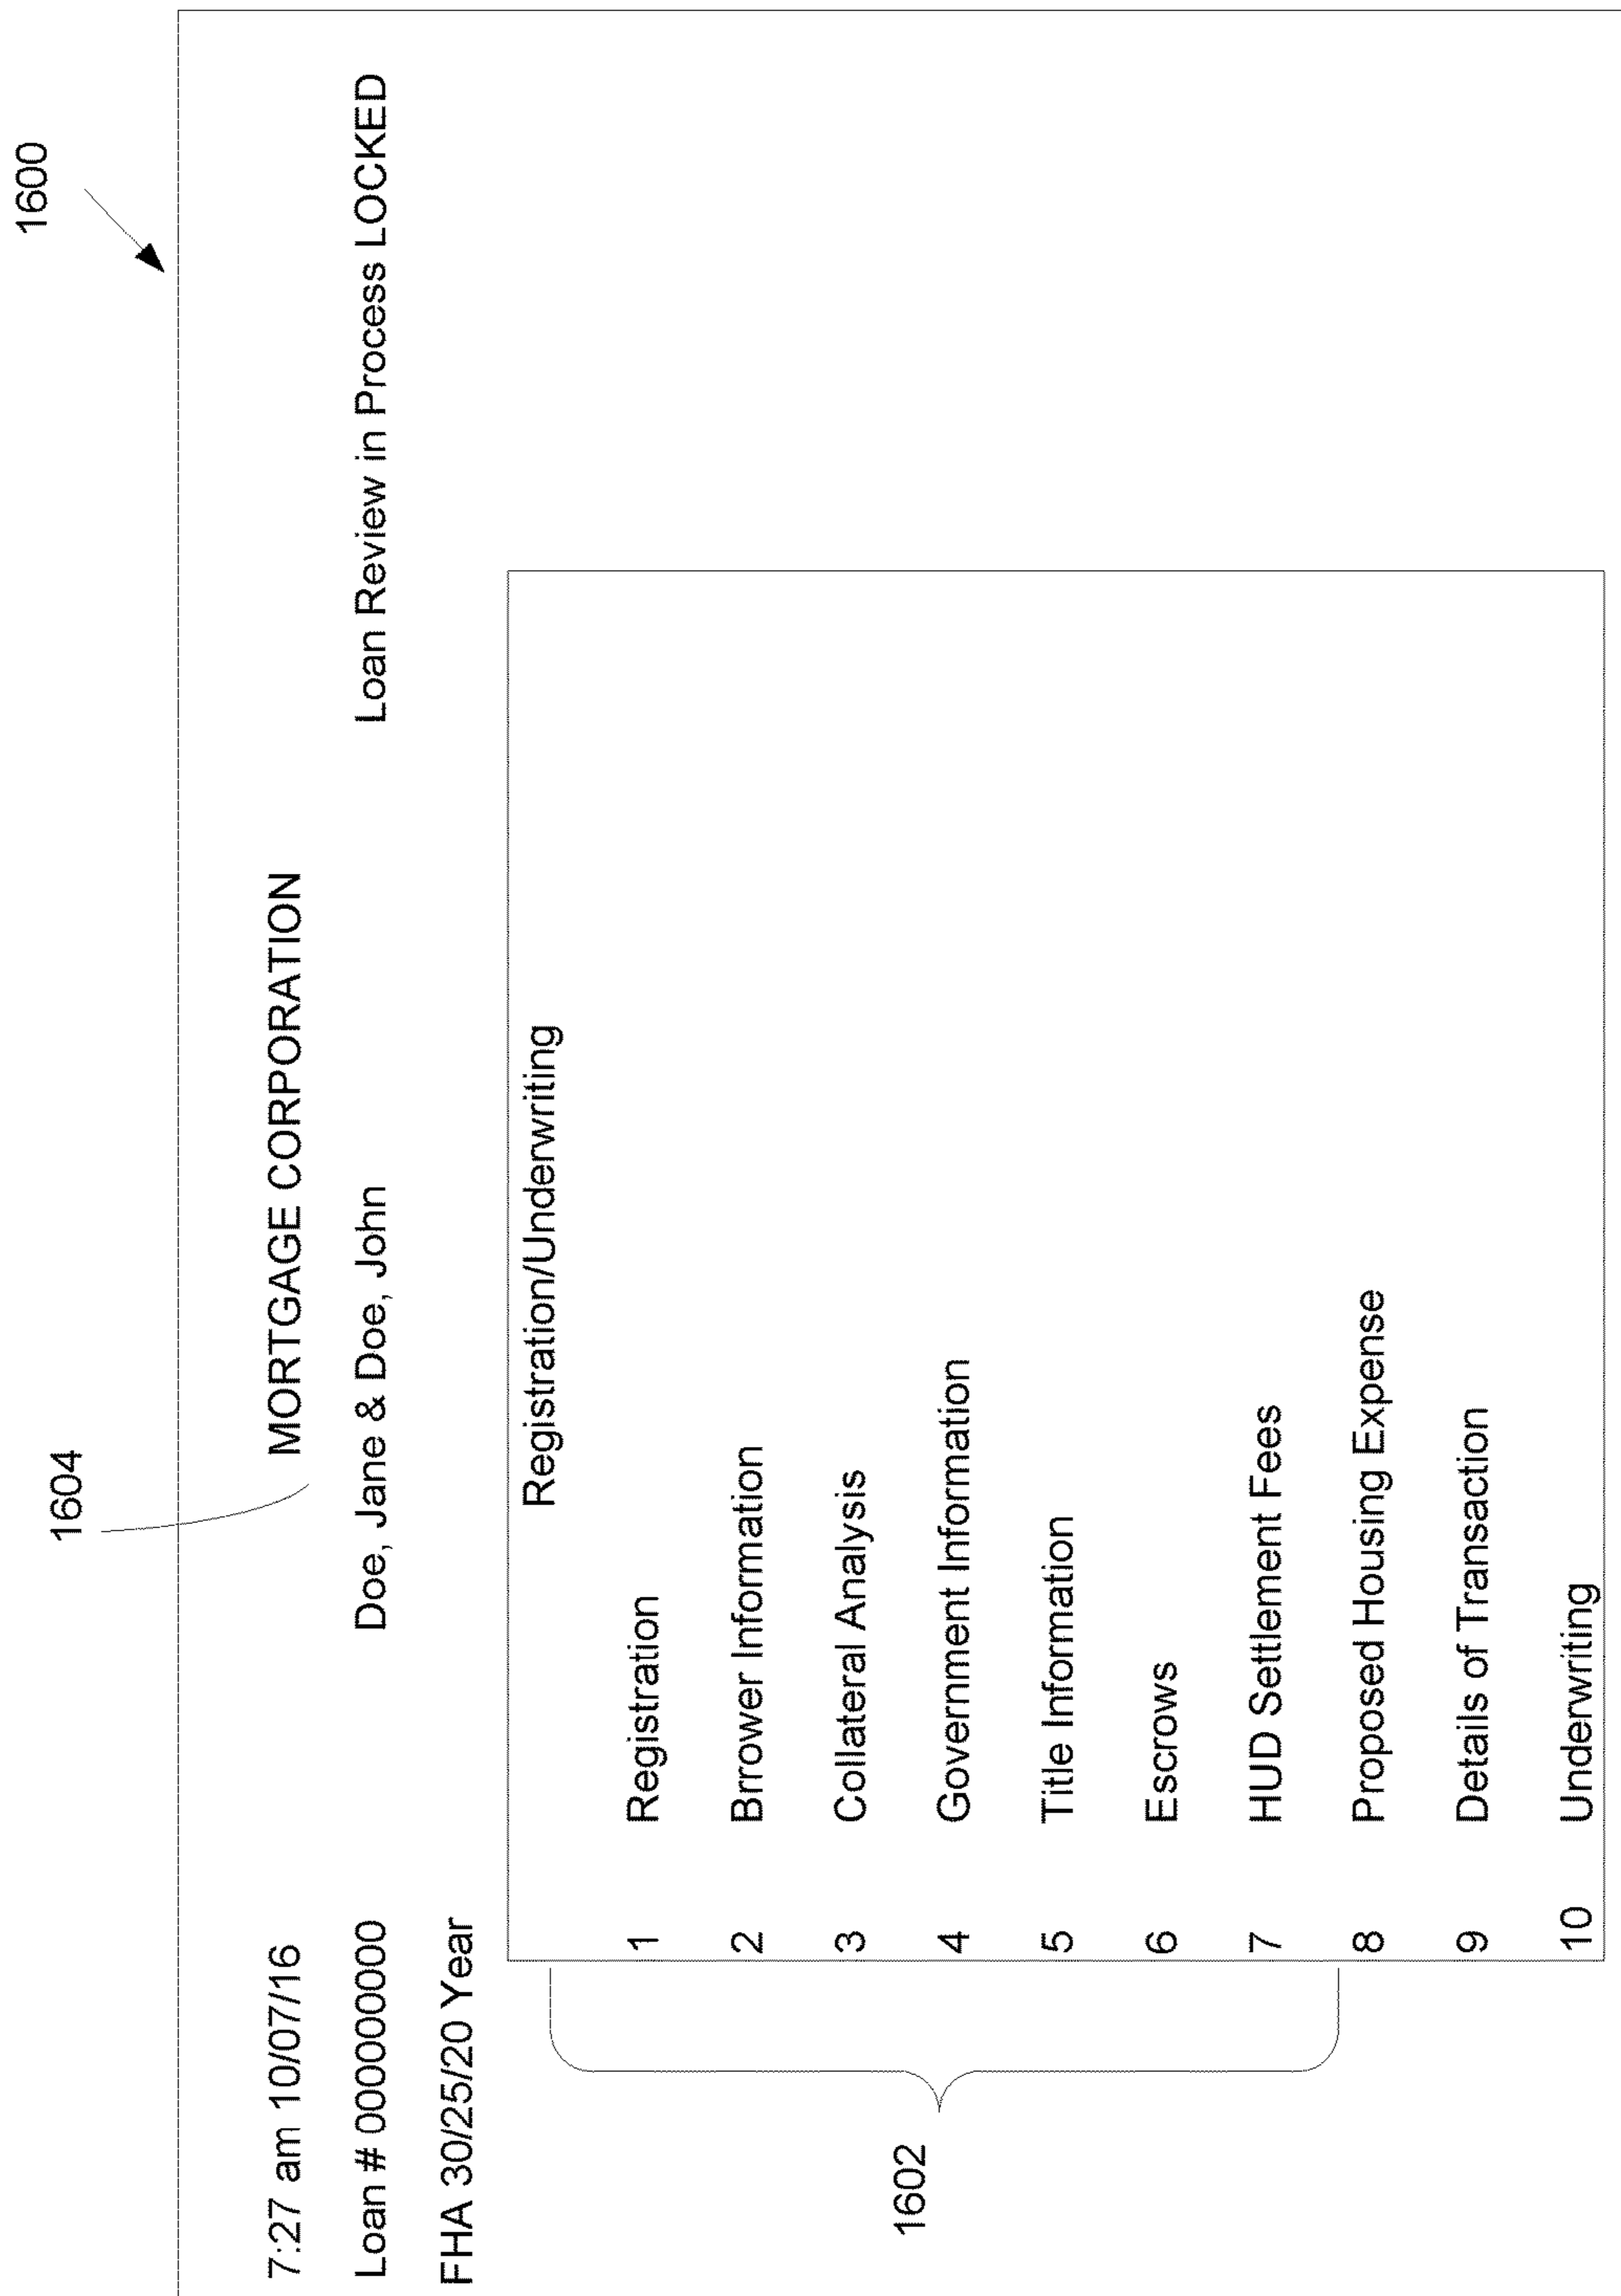 1600
1604
7:27 am 10/07/16 MORTGAGE CORPORATION
Loan # 000000000 Doe, Jane & Doe, John Loan Review in Process LOCKED
FHA 30/25/20 Year
Registration/Underwriting
1 Registration
2 Brrower Information
3 Collateral Analysis
4 Government Information
5 Title Information
6 Escrows
7 HUD Settlement Fees
8 Proposed Housing Expense
9 Details of Transaction
10 Underwriting
1602